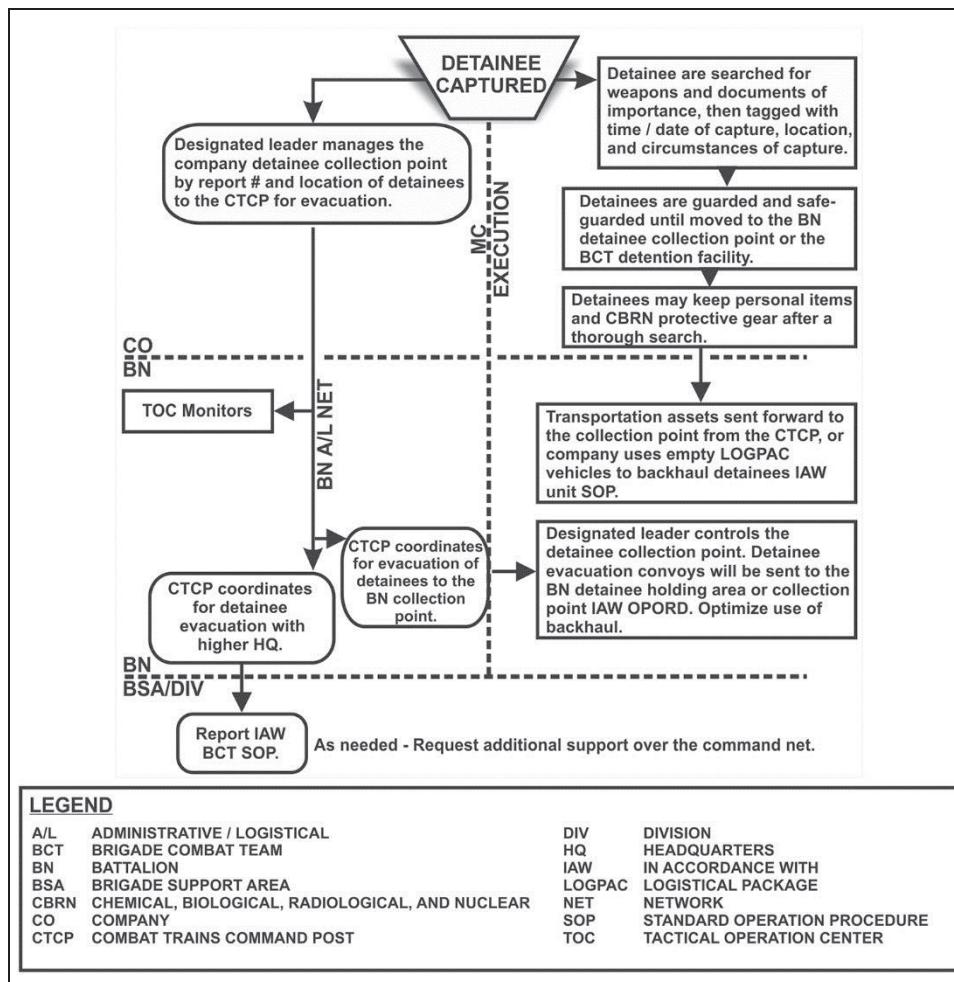 DETAINEE
CAPTURED
Designated leader manages the
company detainee collection point
by report # and location of detainees
to the CTCP for evacuation.
Detainee are searched for
weapons and documents of
importance, then tagged with
time / date of capture, location,
and circumstances of capture.
Detainees are guarded and safe-
guarded until moved to the BN
detainee collection point or the
BCT detention facility.
Detainees may keep personal items
and CBRN protective gear after a
thorough search.
MC
EXECUTION
CO
BN
TOC Monitors
BN A/L NET
Transportation assets sent forward to
the collection point from the CTCP, or
company uses empty LOGPAC
vehicles to backhaul detainees IAW
unit SOP.
CTCP coordinates
for evacuation of
detainees to the
BN collection
point.
Designated leader controls the
detainee collection point. Detainee
evacuation convoys will be sent to the
BN detainee holding area or collection
point IAW OPORD. Optimize use of
backhaul.
CTCP coordinates
for detainee
evacuation with
higher HQ.
BN
BSA/DIV
Report IAW
BCT SOP.
As needed - Request additional support over the command net.
LEGEND
A/L ADMINISTRATIVE / LOGISTICAL
BCT BRIGADE COMBAT TEAM
BN BATTALION
BSA BRIGADE SUPPORT AREA
CBRN CHEMICAL, BIOLOGICAL, RADIOLOGICAL, AND NUCLEAR
CO COMPANY
CTCP COMBAT TRAINS COMMAND POST
DIV DIVISION
HQ HEADQUARTERS
IAW IN ACCORDANCE WITH
LOGPAC LOGISTICAL PACKAGE
NET NETWORK
SOP STANDARD OPERATION PROCEDURE
TOC TACTICAL OPERATION CENTER